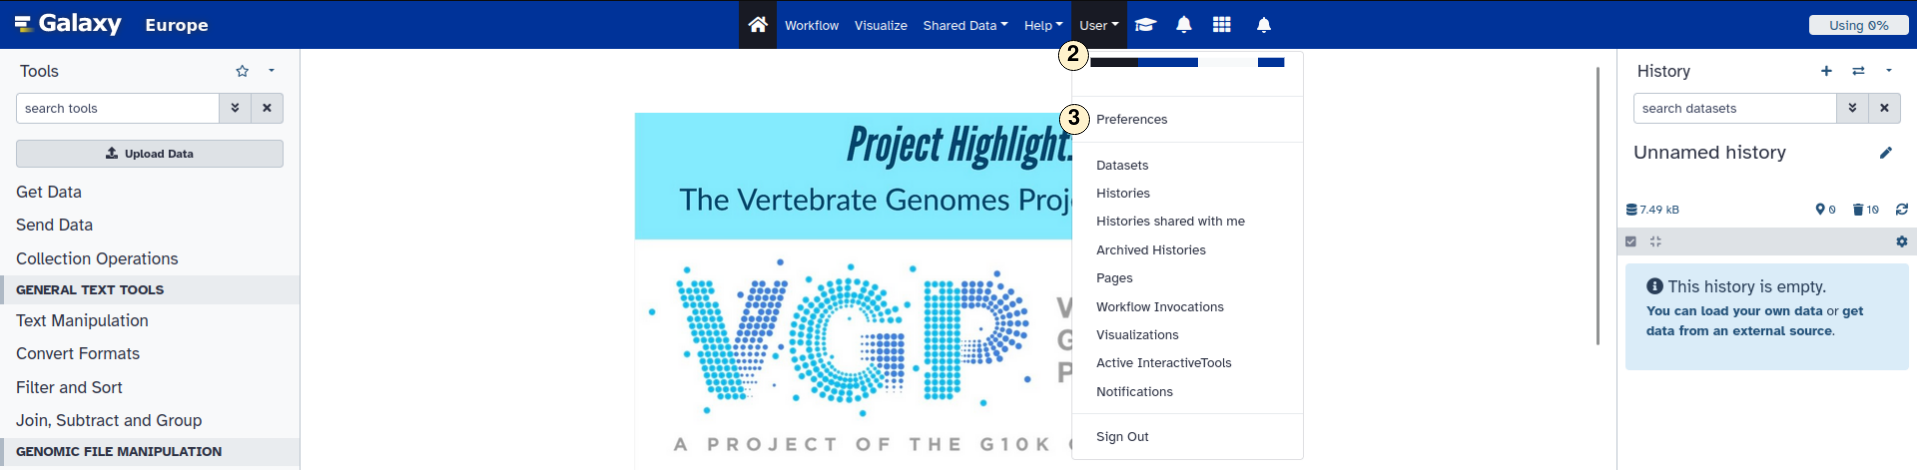 Galaxy Europe
Workflow Visualize Shared Data Help User
Using 0%
Tools
search tools
Upload Data
Get Data
Send Data
Collection Operations
GENERAL TEXT TOOLS
Text Manipulation
Convert Formats
Filter and Sort
Join, Subtract and Group
GENOMIC FILE MANIPULATION
Project Highlight:
The Vertebrate Genomes Proj
VGP
V
G
P
A PROJECT OF THE G10K
2
3
Preferences
Datasets
Histories
Histories shared with me
Archived Histories
Pages
Workflow Invocations
Visualizations
Active InteractiveTools
Notifications
Sign Out
History
search datasets
Unnamed history
7.49 kB
0
10
This history is empty.
You can load your own data or get
data from an external source.